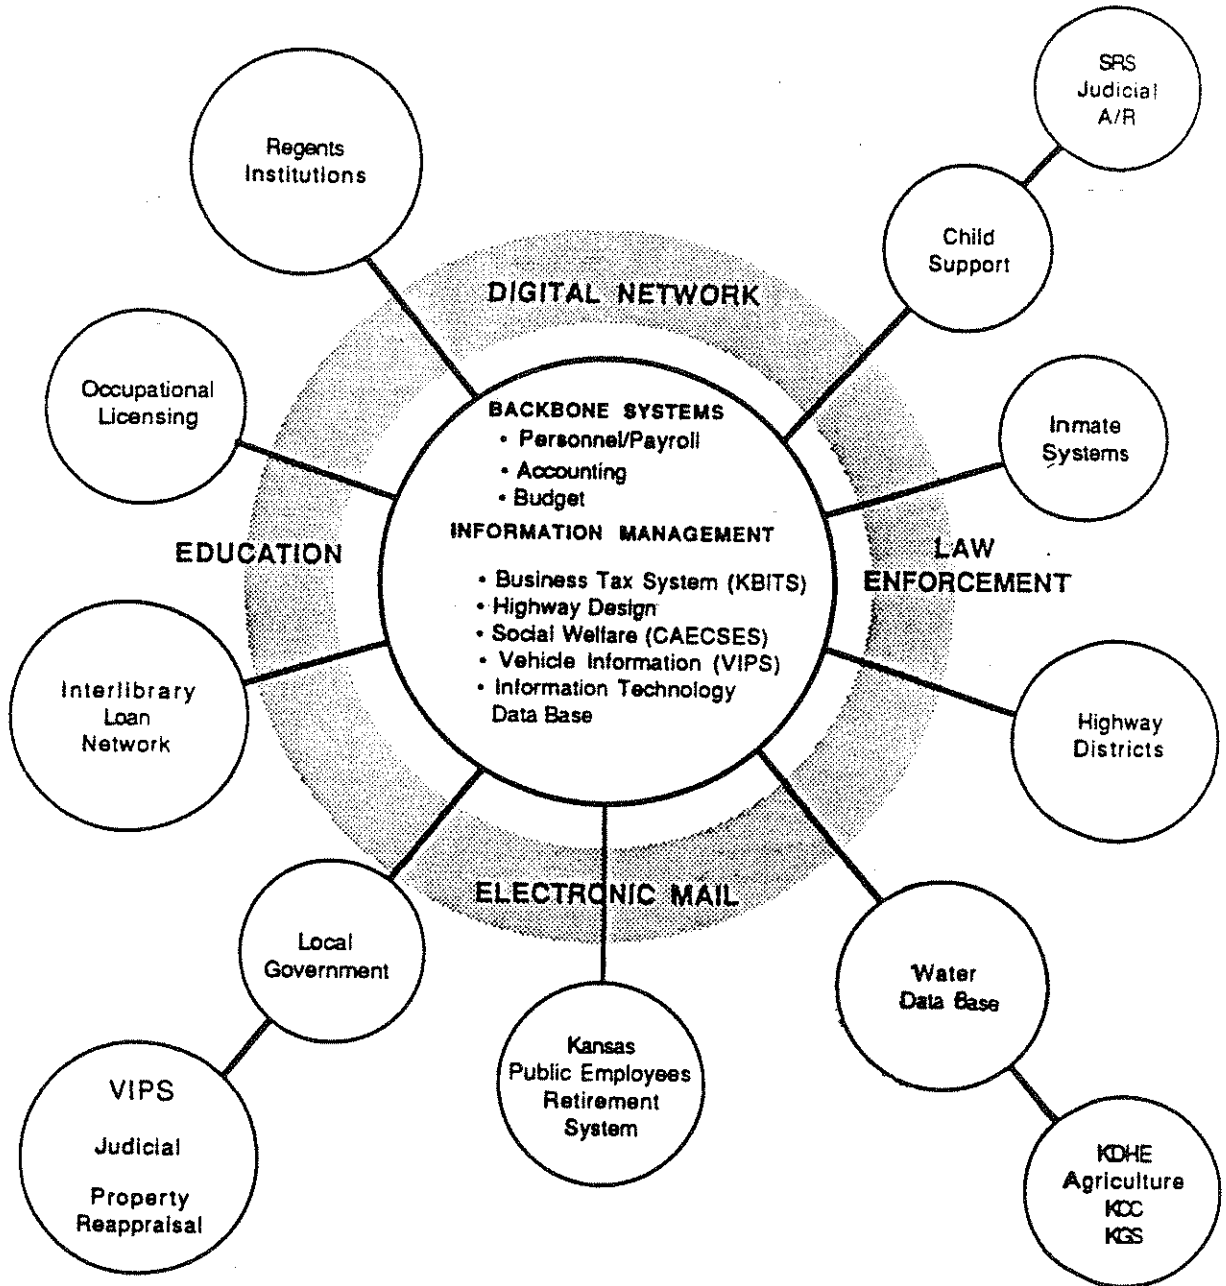 SRS
Judicial
A/R
Regents
Institutions
Child
Support
DIGITAL NETWORK
Occupational
Licensing
BACKBONE SYSTEMS
• Personnel/Payroll
• Accounting
• Budget
Inmate
Systems
INFORMATION MANAGEMENT
EDUCATION
LAW
ENFORCEMENT
• Business Tax System (KBITS)
• Highway Design
• Social Welfare (CAECSES)
• Vehicle Information (VIPS)
• Information Technology
Data Base
Interlibrary
Loan
Network
Highway
Districts
ELECTRONIC MAIL
Local
Government
Water
Data Base
Kansas
Public Employees
Retirement
System
VIPS
Judicial
Property
Reappraisal
KDHE
Agriculture
KCC
KGS